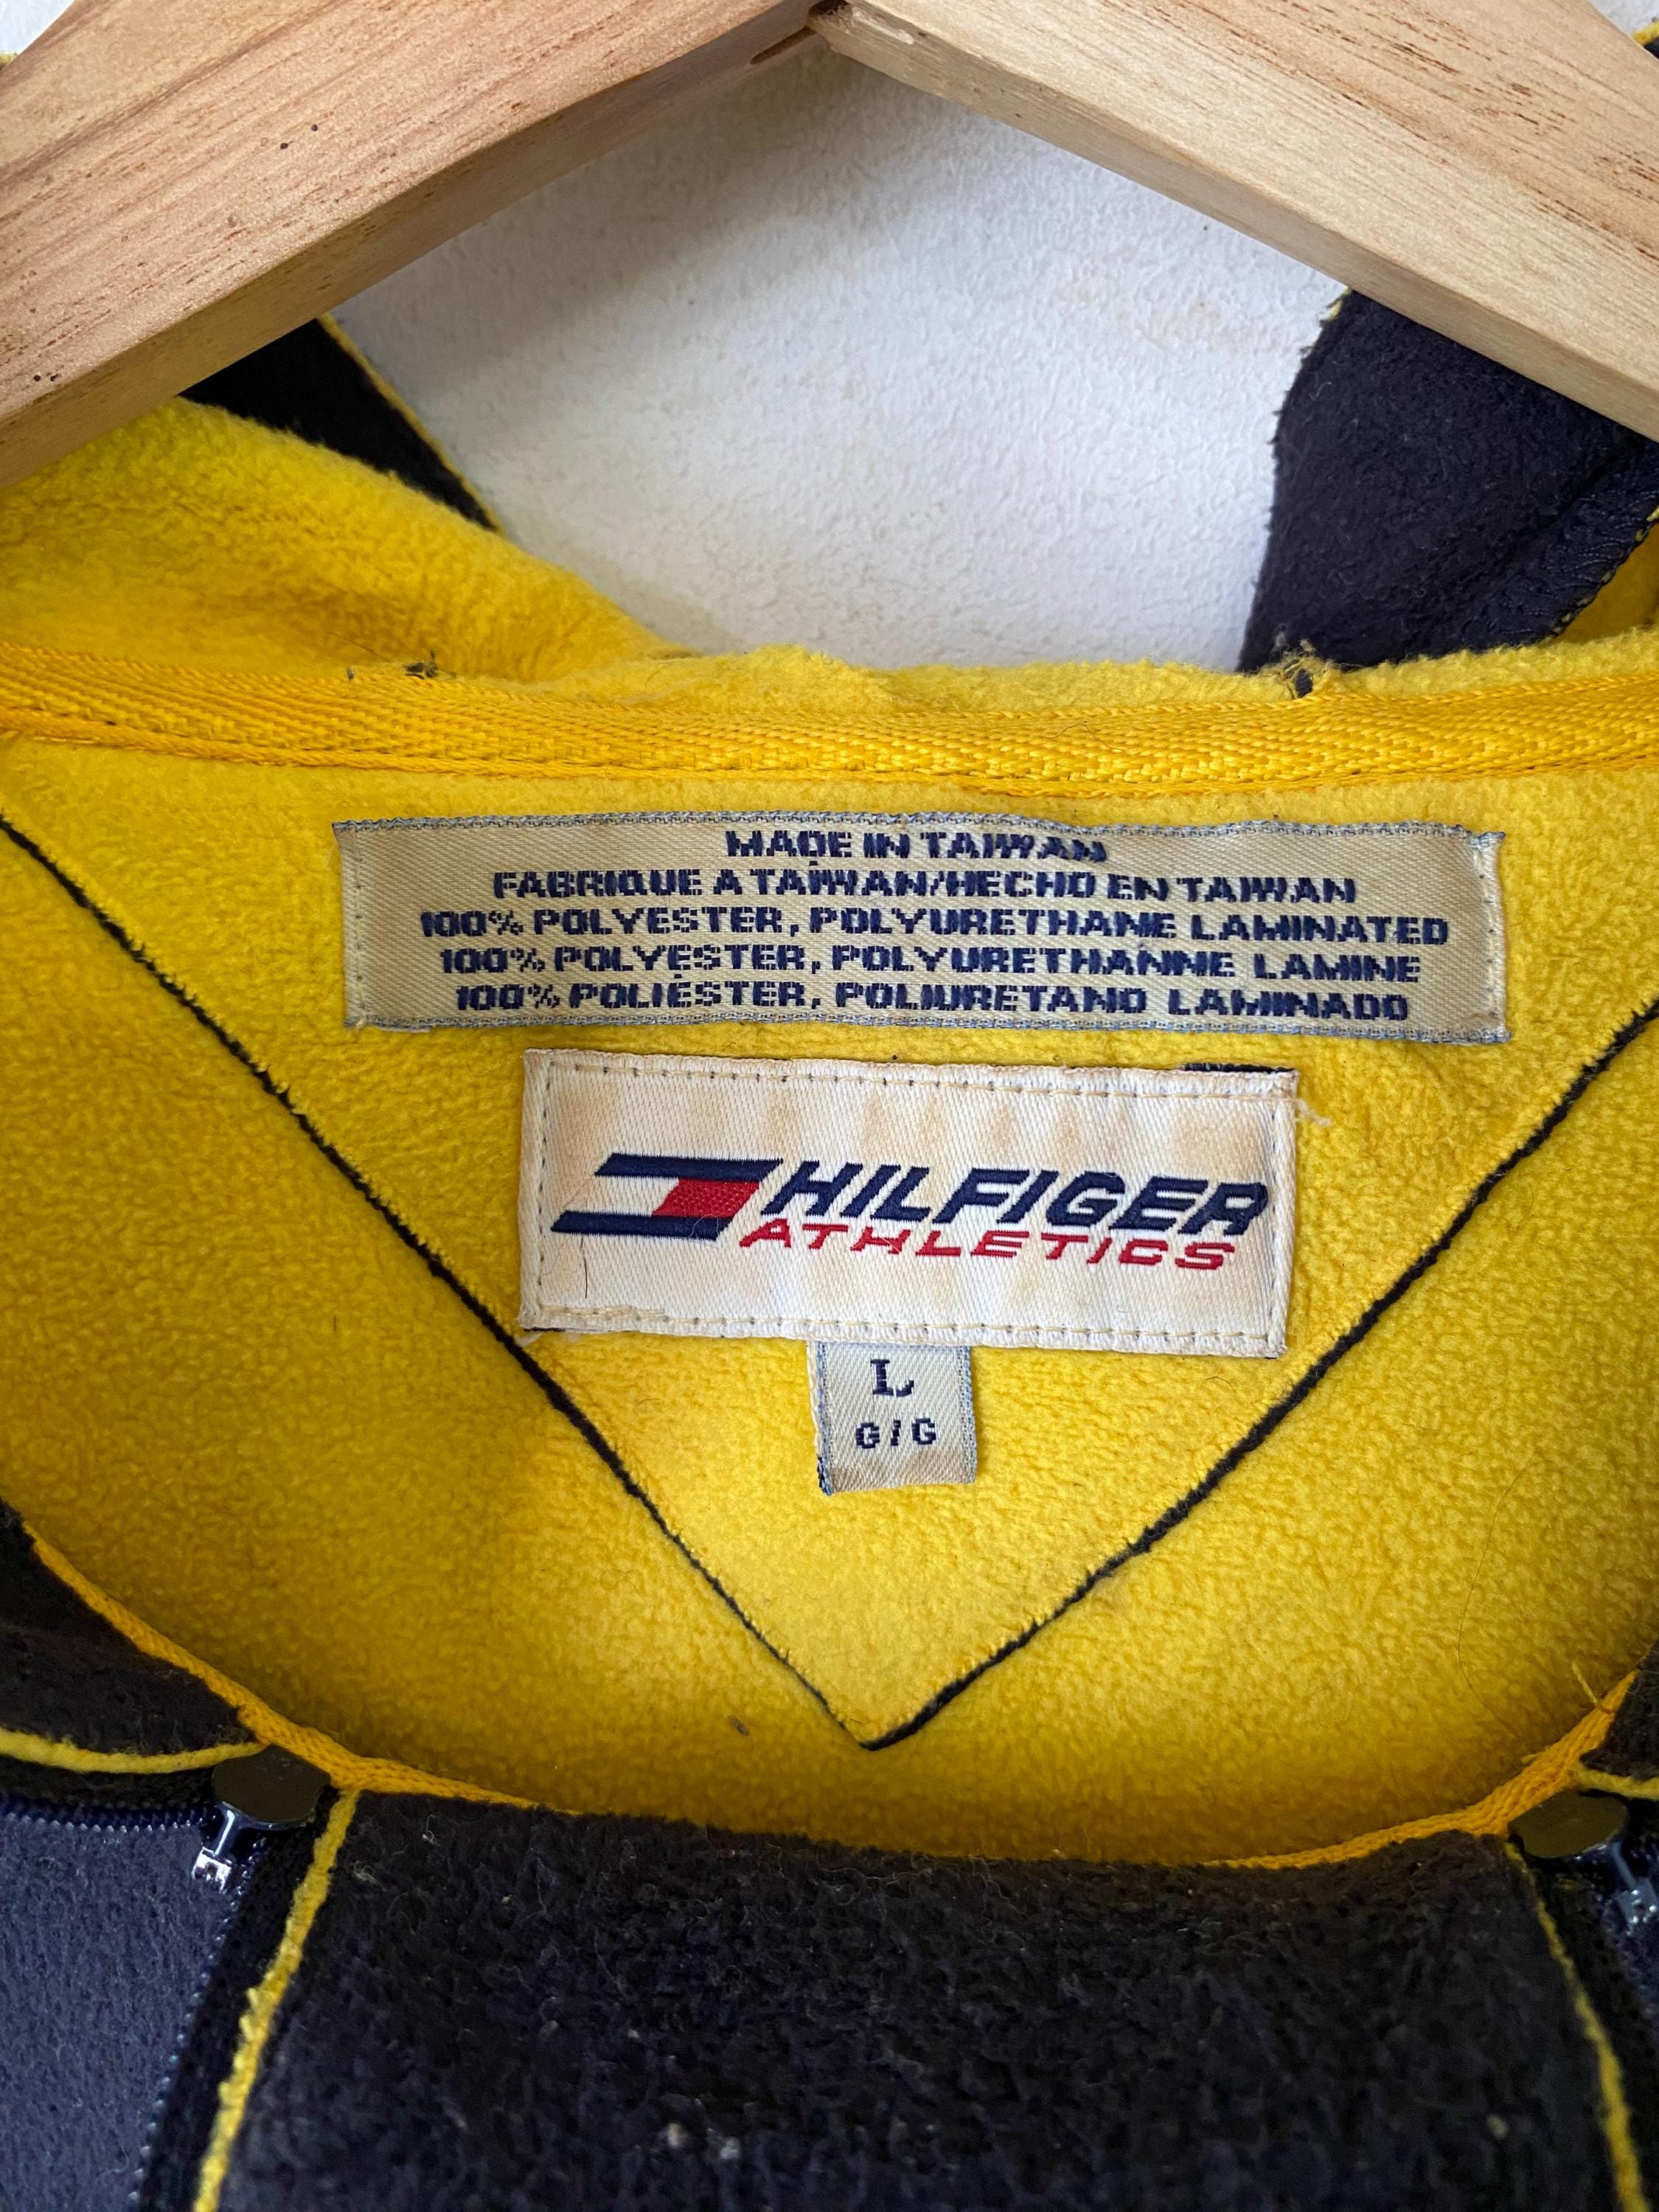 MADE IN TAIWAN
FABRIQUE A TAÏWAN/HECHO EN TAIWAN
100% POLYESTER, POLYURETHANE LAMINATED
100% POLYESTER, POLYURETHANNE LAMINE
100% POLIÉSTER, POLIURETANO LAMINADO
HILFIGER
ATHLETICS
L
G/G